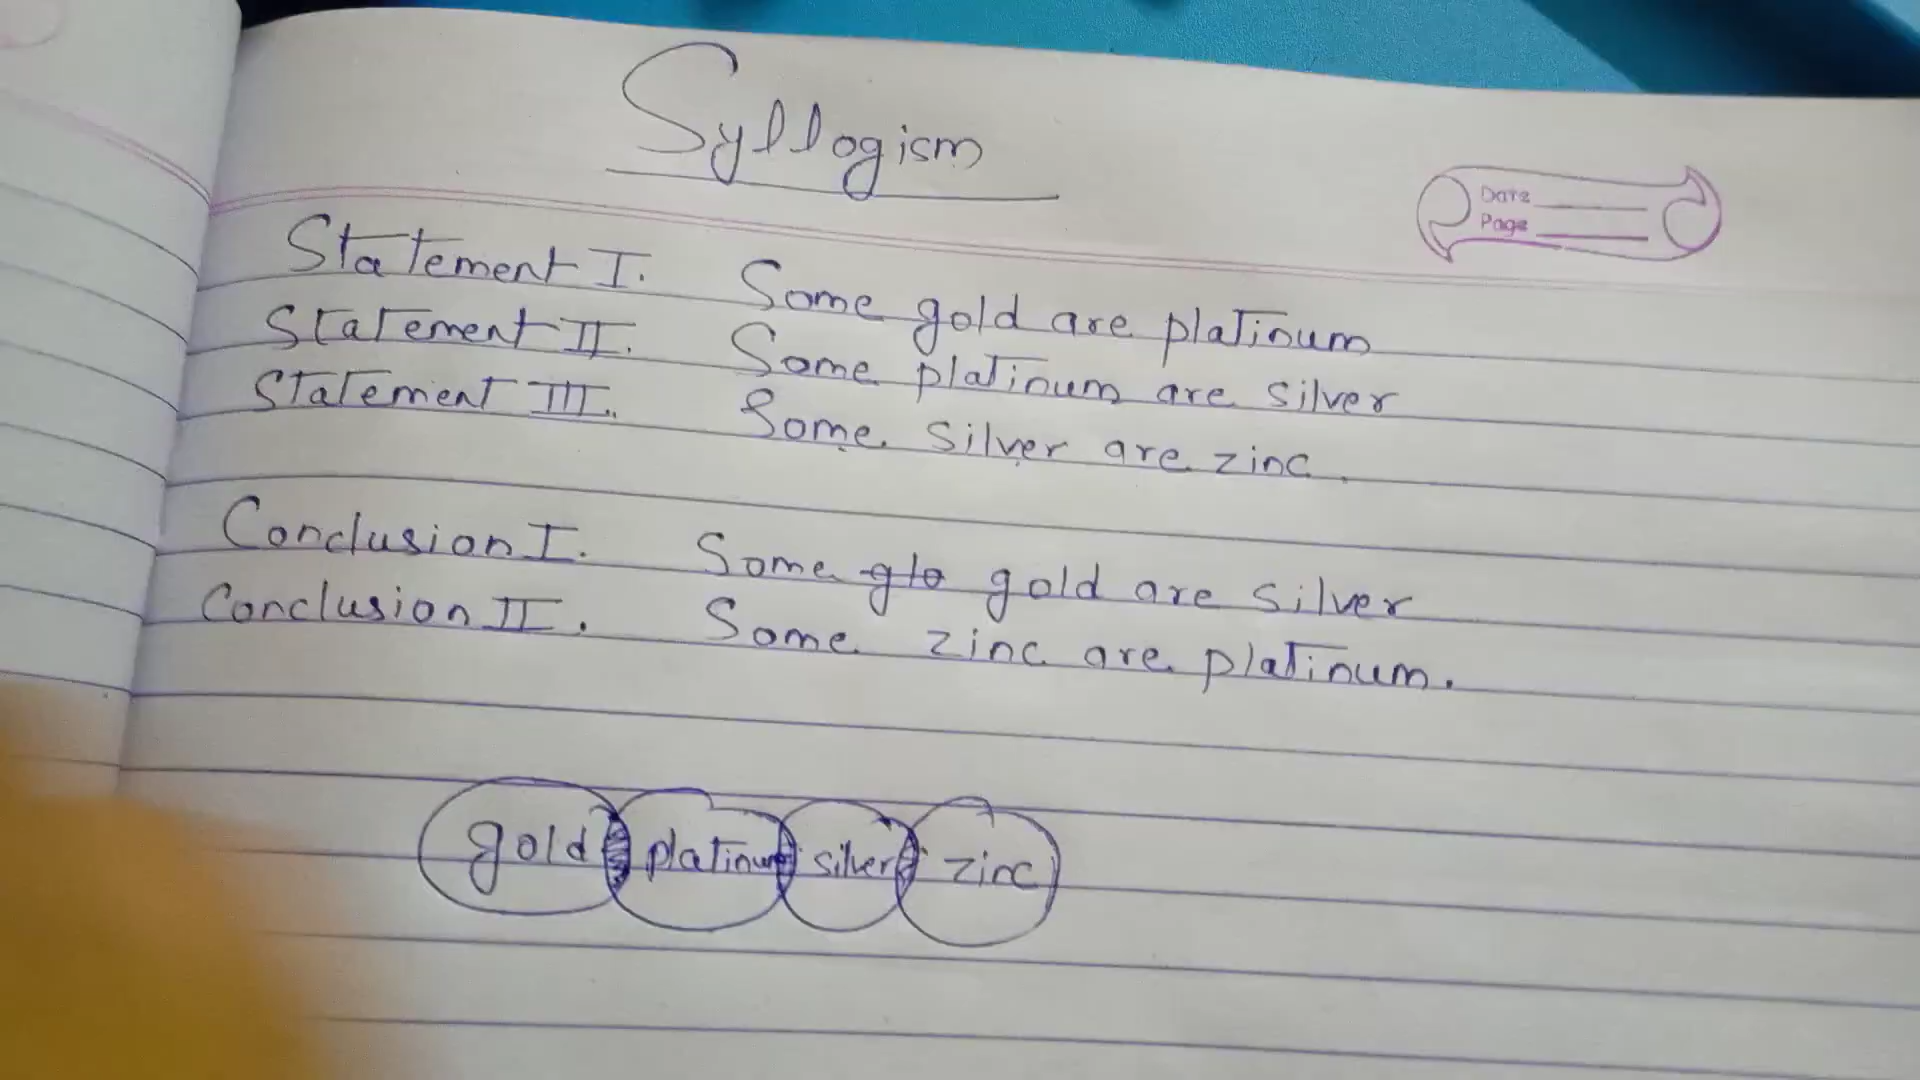 Syllogism
Date
Page
Statement I. Some gold are platinum
Statement II. Some platinum are silver
Statement III. Some silver are zinc.
Conclusion I. Some glo gold are silver
Conclusion II. Some zinc are platinum.
gold platinum silver zinc